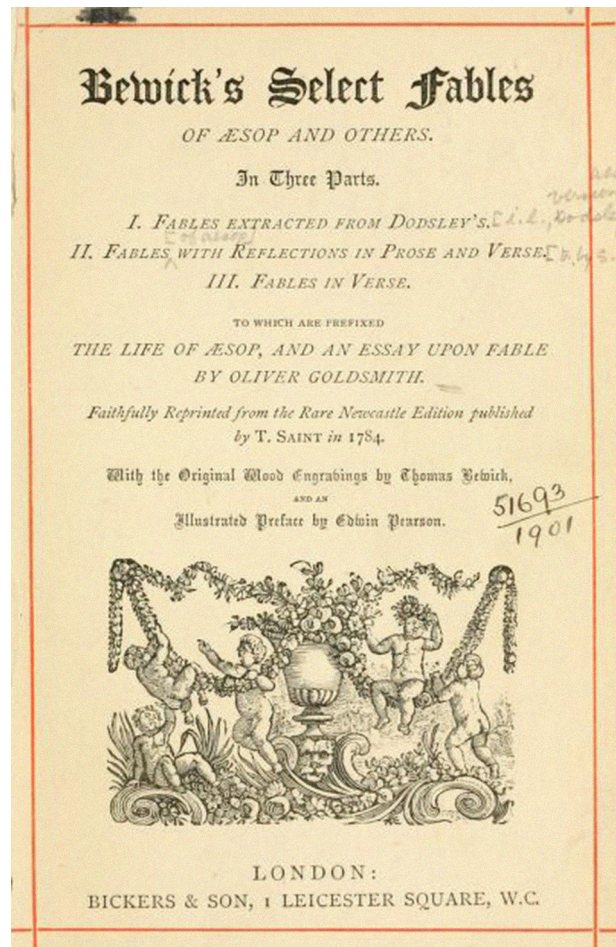 Bewick's Select Fables
OF ÆSOP AND OTHERS.
In Three Parts.
I. FABLES EXTRACTED FROM DODSLEY'S. [i.e., Dodsle
[of Aesop]
II. FABLES WITH REFLECTIONS IN PROSE AND VERSE.
III. FABLES IN VERSE.
TO WHICH ARE PREFIXED
THE LIFE OF ÆSOP, AND AN ESSAY UPON FABLE
BY OLIVER GOLDSMITH.
Faithfully Reprinted from the Rare Newcastle Edition published
by T. SAINT in 1784.
With the Original Wood Engravings by Thomas Bewick,
AND AN
Illustrated Preface by Edwin Pearson.
51693
1901
LONDON:
BICKERS & SON, 1 LEICESTER SQUARE, W.C.